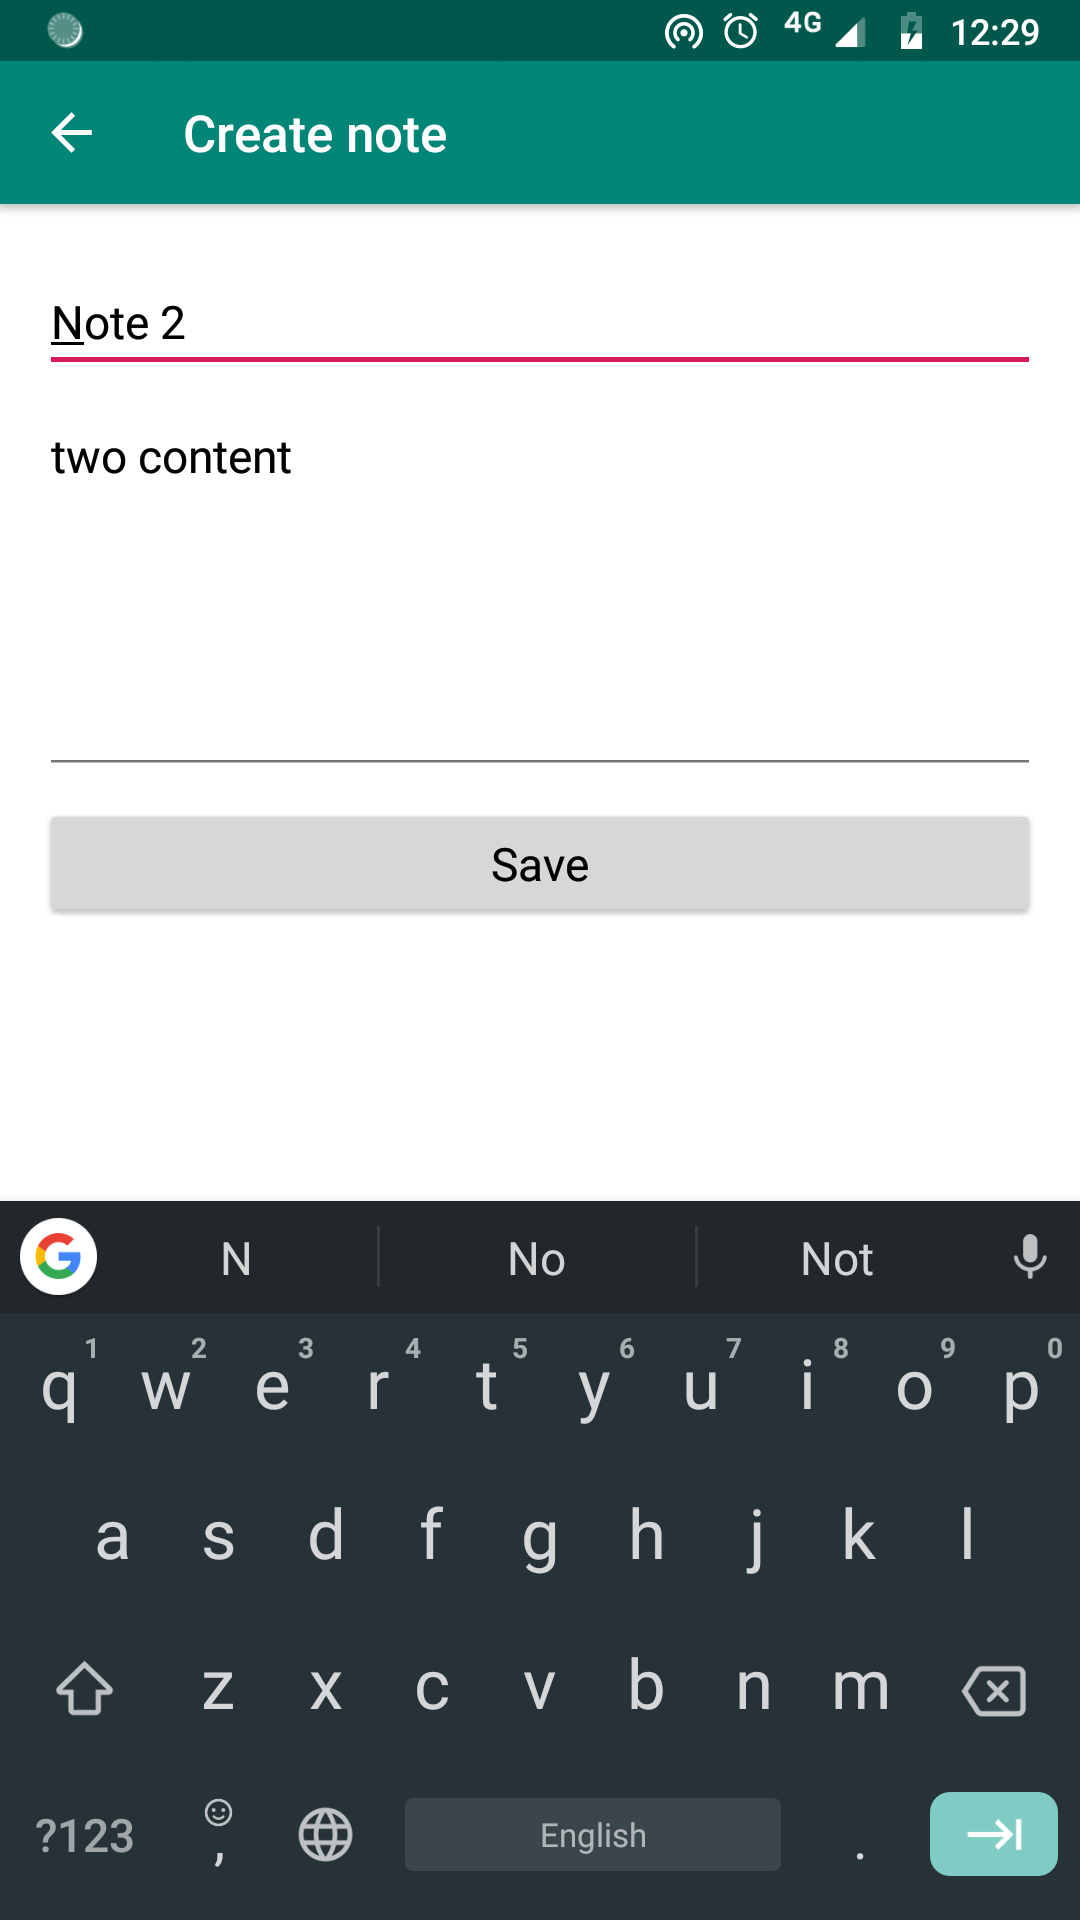 4G 12:29
Create note
Note 2
two content
Save
N No Not
1 2 3 4 5 6 7 8 9 0
q w e r t y u i o p
a s d f g h j k l
z x c v b n m
?123 , English .